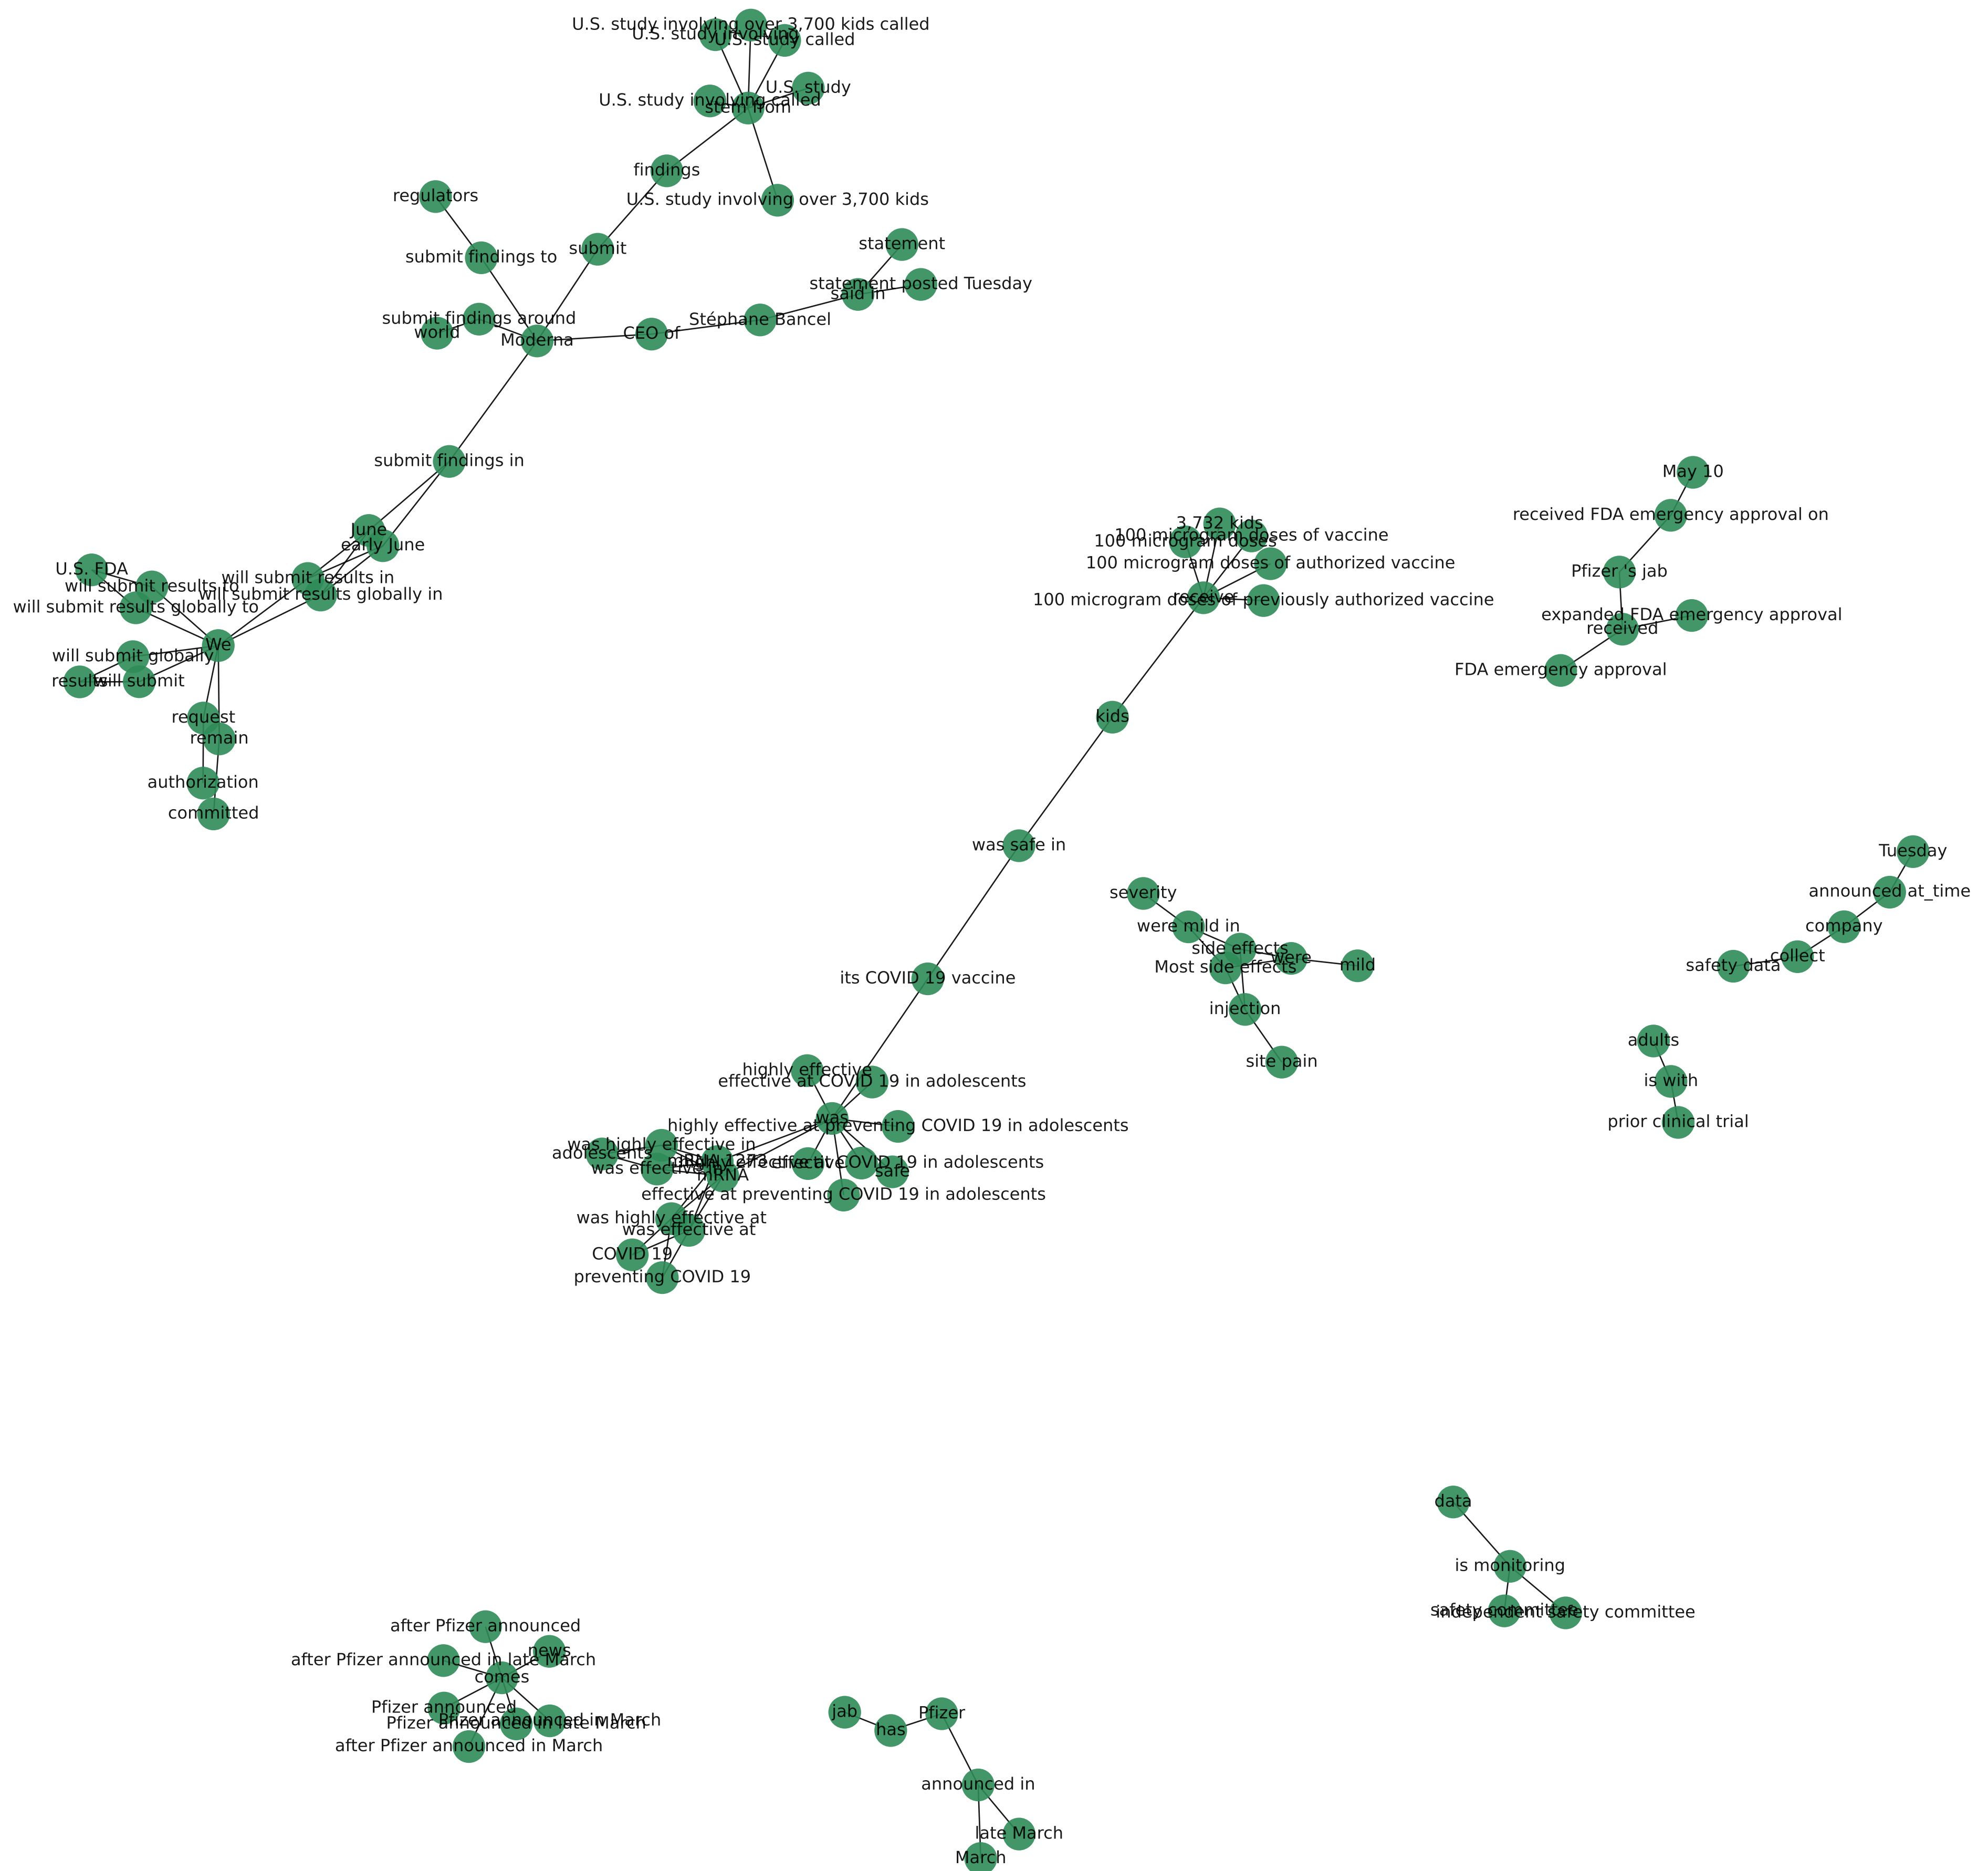 U.S. study involving over 3,700 kids called
U.S. study involving
U.S. study called
U.S. study
U.S. study involving called
stem from
findings
U.S. study involving over 3,700 kids
regulators
submit findings to
submit
statement
statement posted Tuesday
said in
submit findings around
world
Moderna
CEO of
Stéphane Bancel
submit findings in
June
early June
U.S. FDA
will submit results to
will submit results in
will submit results globally in
will submit results globally to
We
will submit globally
results
will submit
request
remain
authorization
committed
May 10
received FDA emergency approval on
Pfizer 's jab
expanded FDA emergency approval
received
FDA emergency approval
3,732 kids
100 microgram doses of vaccine
100 microgram doses
100 microgram doses of authorized vaccine
receive
100 microgram doses of previously authorized vaccine
kids
was safe in
Tuesday
announced at_time
company
collect
safety data
severity
were mild in
side effects
were
Most side effects
mild
injection
site pain
its COVID 19 vaccine
adults
is with
prior clinical trial
highly effective
effective at COVID 19 in adolescents
was
highly effective at preventing COVID 19 in adolescents
was highly effective in
adolescents
mRNA 1273
effective
highly effective at COVID 19 in adolescents
was effective in
safe
mRNA
effective at preventing COVID 19 in adolescents
was highly effective at
was effective at
COVID 19
preventing COVID 19
data
is monitoring
safety committee
independent safety committee
after Pfizer announced
news
after Pfizer announced in late March
comes
Pfizer announced
Pfizer announced in March
Pfizer announced in late March
after Pfizer announced in March
jab
has
Pfizer
announced in
late March
March